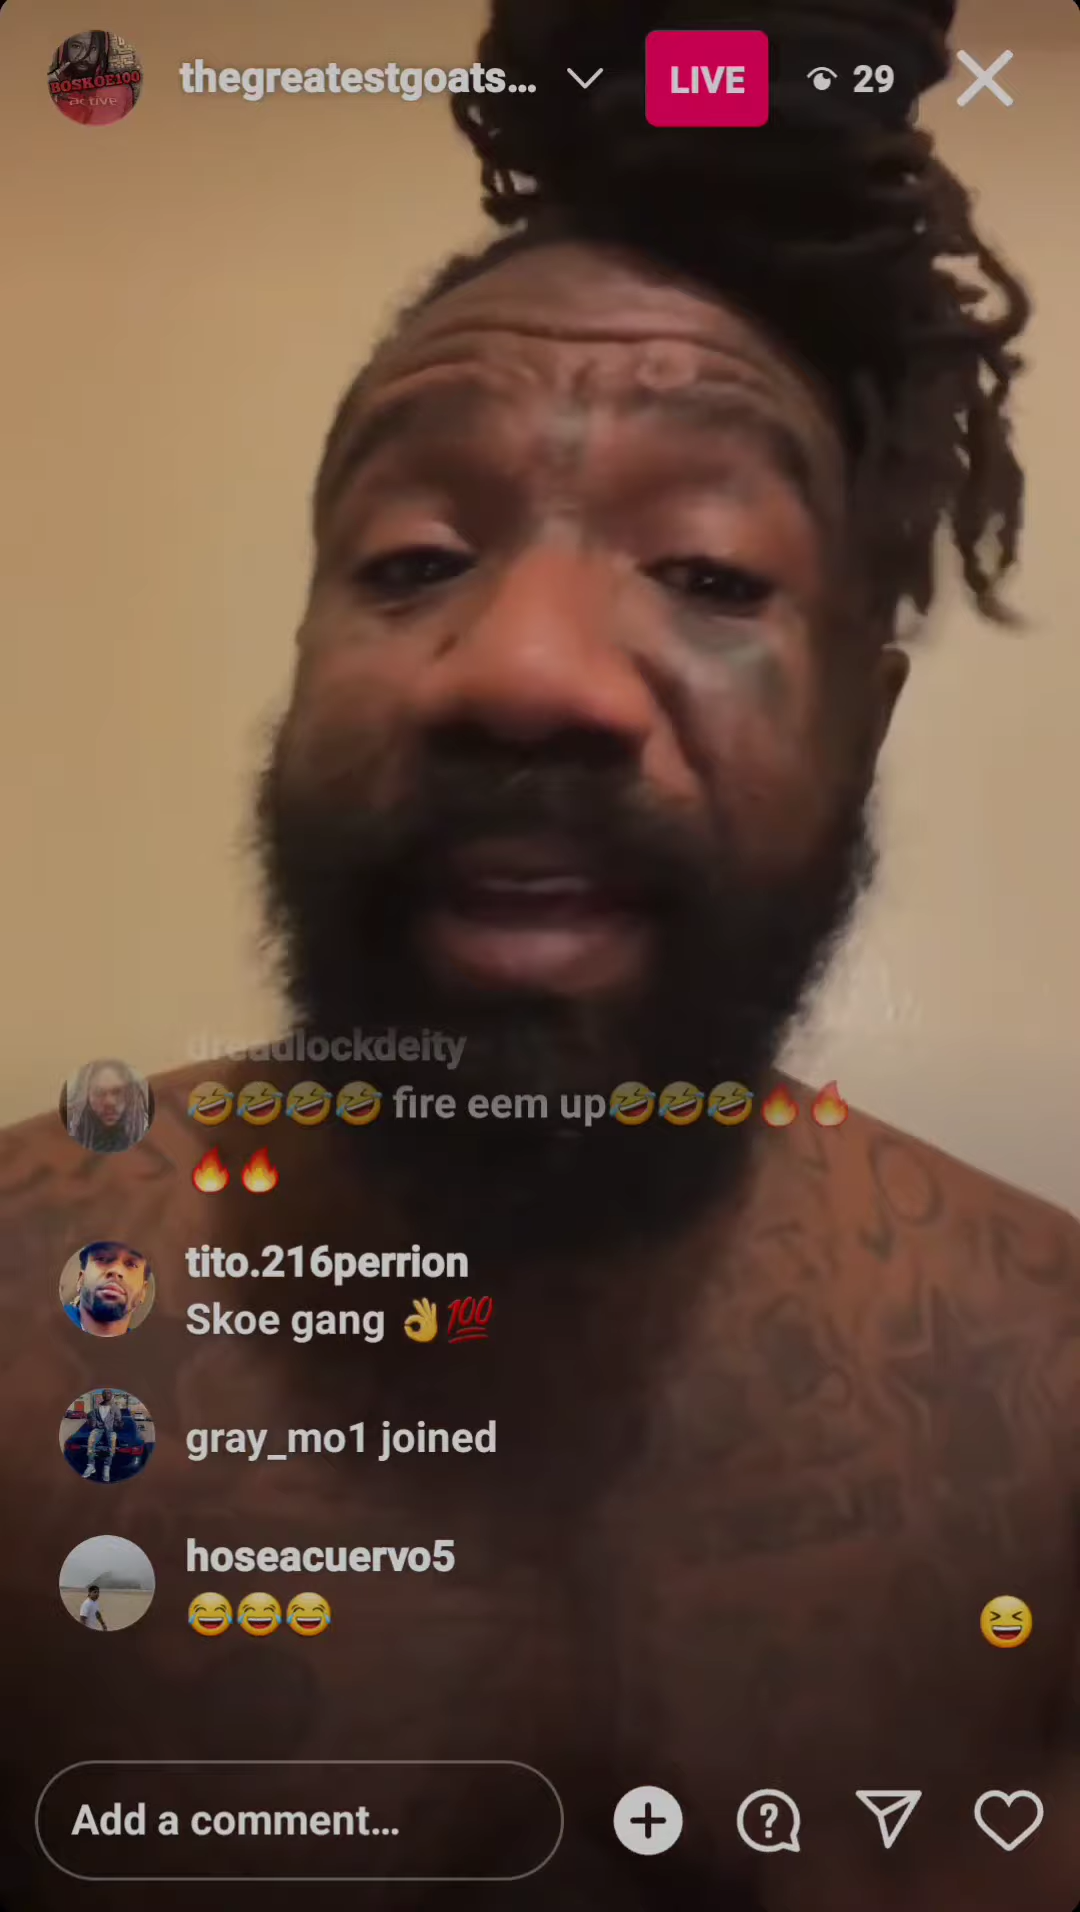 BOSKOE100
active
thegreatestgoats...
LIVE
29
dreadlockdeity
🤣🤣🤣🤣 fire eem up🤣🤣🤣🔥🔥
🔥🔥
tito.216perrion
Skoe gang 👌💯
gray_mo1 joined
hoseacuervo5
😂😂😂
😆
Add a comment...